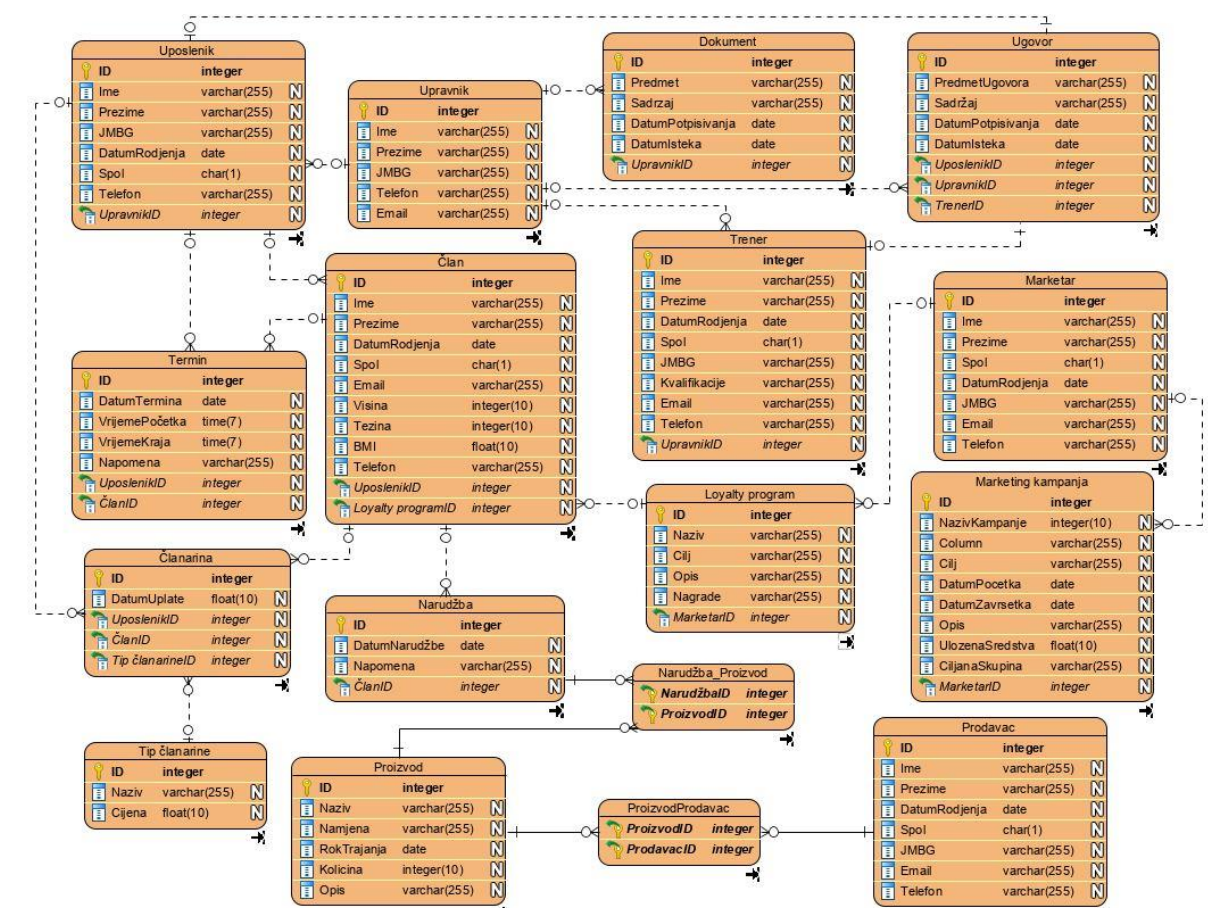 Uposlenik
ID integer
Ime varchar(255) N
Prezime varchar(255) N
JMBG varchar(255) N
DatumRodjenja date N
Spol char(1) N
Telefon varchar(255) N
UpravnikID integer N
Upravnik
ID integer
Ime varchar(255) N
Prezime varchar(255) N
JMBG varchar(255) N
Telefon varchar(255) N
Email varchar(255) N
Dokument
ID integer
Predmet varchar(255) N
Sadrzaj varchar(255) N
DatumPotpisivanja date N
DatumIsteka date N
UpravnikID integer N
Ugovor
ID integer
PredmetUgovora varchar(255) N
Sadržaj varchar(255) N
DatumPotpisivanja date N
DatumIsteka date N
UposlenikID integer N
UpravnikID integer N
TrenerID integer N
Član
ID integer
Ime varchar(255) N
Prezime varchar(255) N
DatumRodjenja date N
Spol char(1) N
Email varchar(255) N
Visina integer(10) N
Tezina integer(10) N
BMI float(10) N
Telefon varchar(255) N
UposlenikID integer N
Loyalty programID integer N
Trener
ID integer
Ime varchar(255) N
Prezime varchar(255) N
DatumRodjenja date N
Spol char(1) N
JMBG varchar(255) N
Kvalifikacije varchar(255) N
Email varchar(255) N
Telefon varchar(255) N
UpravnikID integer N
Marketar
ID integer
Ime varchar(255) N
Prezime varchar(255) N
Spol char(1) N
DatumRodjenja date N
JMBG varchar(255) N
Email varchar(255) N
Telefon varchar(255) N
Termin
ID integer
DatumTermina date N
VrijemePočetka time(7) N
VrijemeKraja time(7) N
Napomena varchar(255) N
UposlenikID integer N
ČlanID integer N
Loyalty program
ID integer
Naziv varchar(255) N
Cilj varchar(255) N
Opis varchar(255) N
Nagrade varchar(255) N
MarketarID integer N
Marketing kampanja
ID integer
NazivKampanje integer(10) N
Column varchar(255) N
Cilj varchar(255) N
DatumPocetka date N
DatumZavrsetka date N
Opis varchar(255) N
UlozenaSredstva float(10) N
CiljanaSkupina varchar(255) N
MarketarID integer N
Članarina
ID integer
DatumUplate float(10) N
UposlenikID integer N
ČlanID integer N
Tip članarineID integer N
Narudžba
ID integer
DatumNarudžbe date N
Napomena varchar(255) N
ČlanID integer N
Narudžba_Proizvod
NarudžbaID integer
ProizvodID integer
Tip članarine
ID integer
Naziv varchar(255) N
Cijena float(10) N
Proizvod
ID integer
Naziv varchar(255) N
Namjena varchar(255) N
RokTrajanja date N
Kolicina integer(10) N
Opis varchar(255) N
ProizvodProdavac
ProizvodID integer
ProdavacID integer
Prodavac
ID integer
Ime varchar(255) N
Prezime varchar(255) N
DatumRodjenja date N
Spol char(1) N
JMBG varchar(255) N
Email varchar(255) N
Telefon varchar(255) N